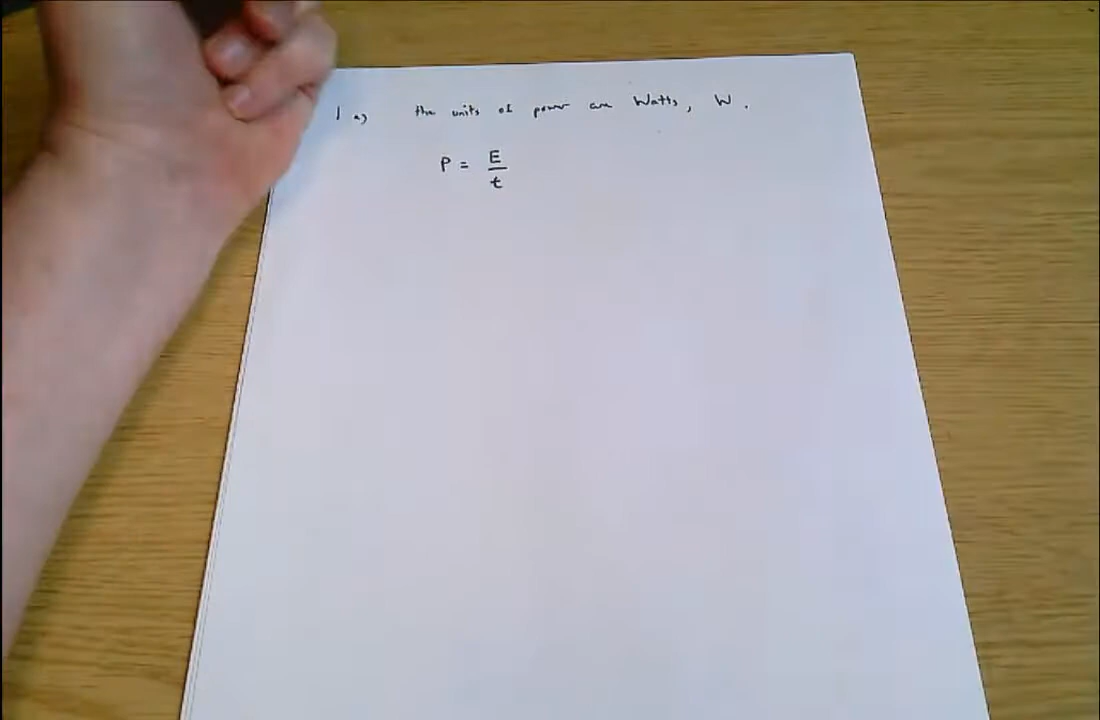 1 a) the units of power are Watts, W.
P = E/t